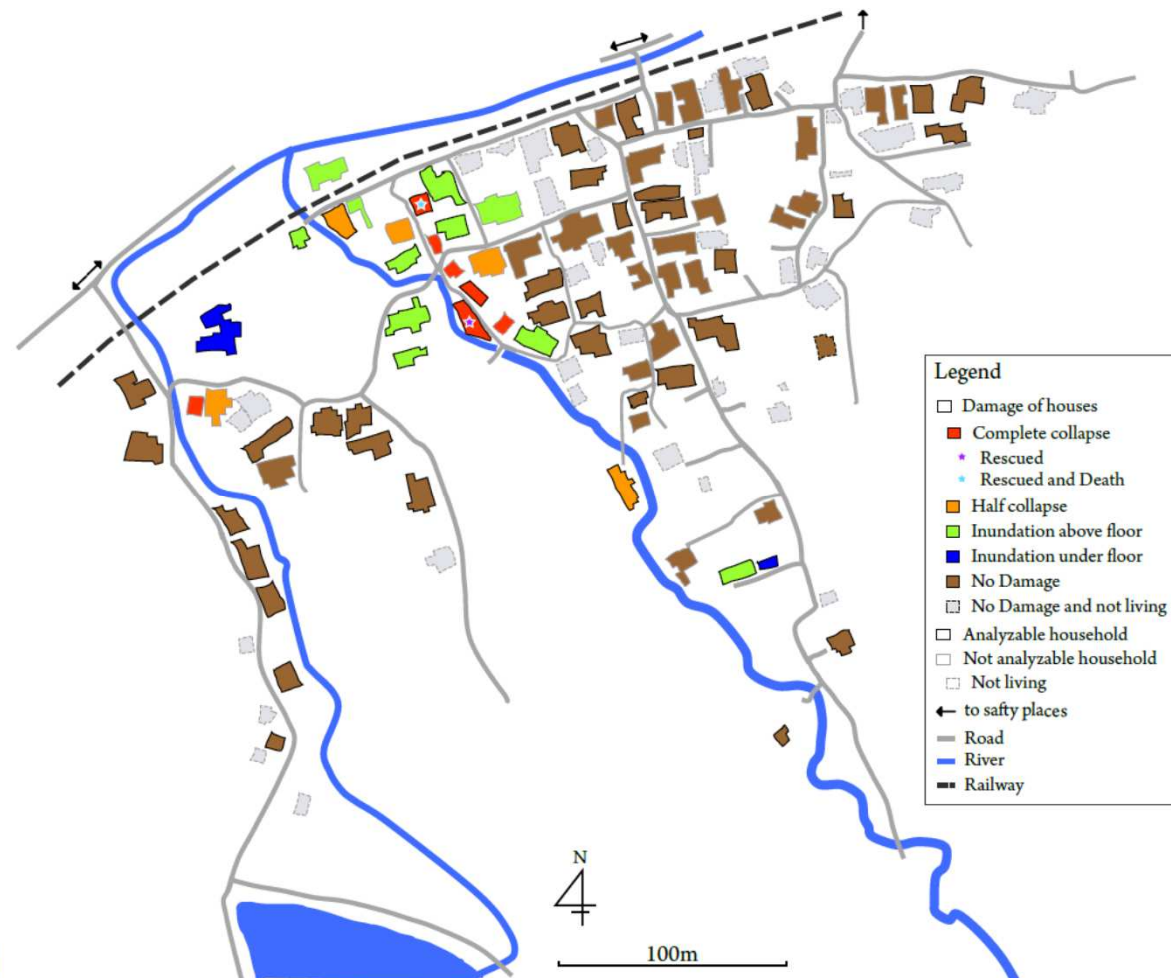 Legend
Damage of houses
Complete collapse
Rescued
Rescued and Death
Half collapse
Inundation above floor
Inundation under floor
No Damage
No Damage and not living
Analyzable household
Not analyzable household
Not living
to safty places
Road
River
Railway
N
100m